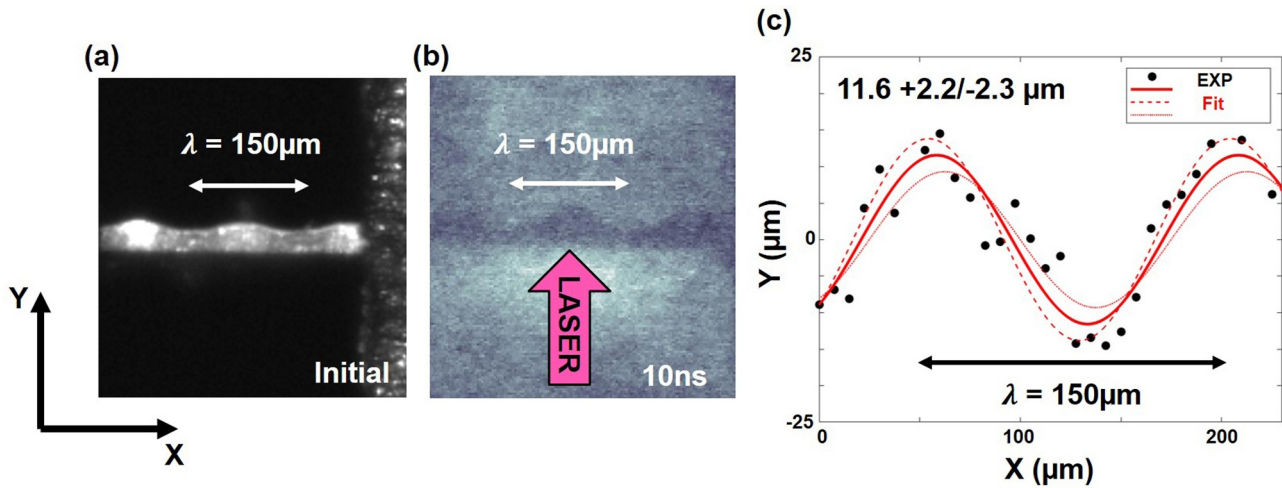 (a)
λ = 150μm
Initial
Y
X
(b)
λ = 150μm
LASER
10ns
(c)
25
11.6 +2.2/-2.3 μm
EXP
Fit
Y (μm)
0
λ = 150μm
-25
0
100
200
X (μm)